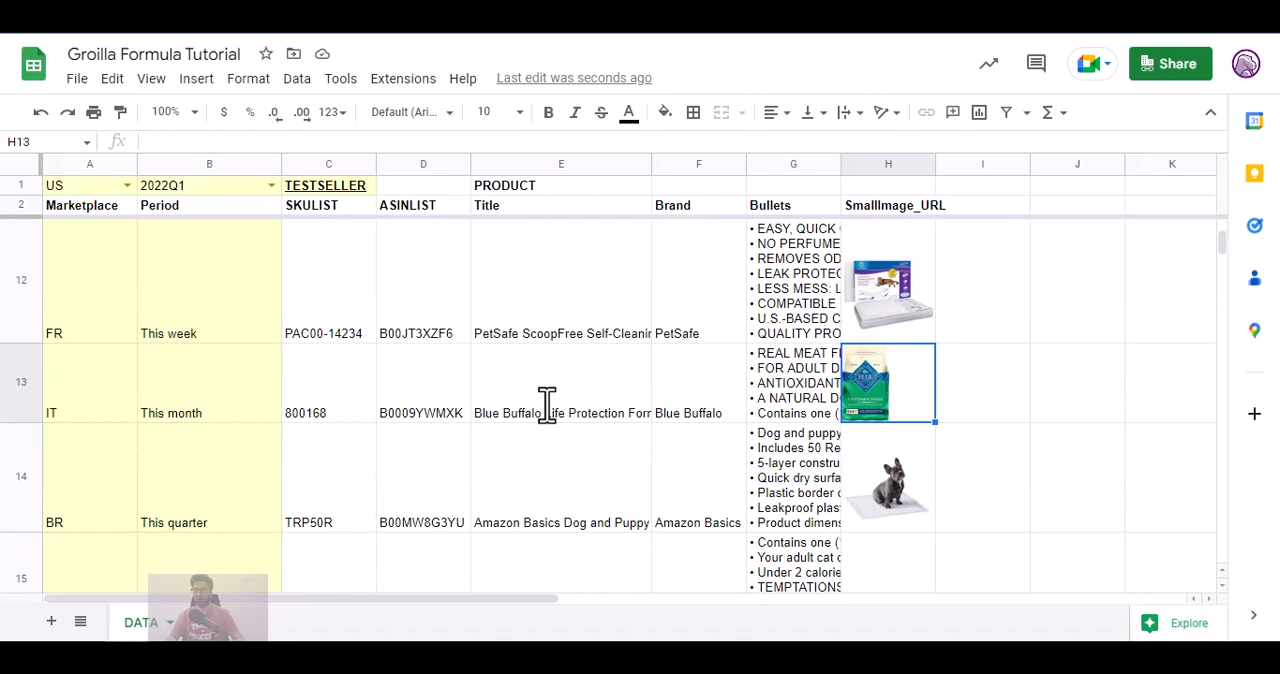 Groilla Formula Tutorial
File Edit View Insert Format Data Tools Extensions Help Last edit was seconds ago
Share
100% $ % .0 .00 123 Default (Ari... 10 B I S A
H13 fx
A B C D E F G H I J K
1 US 2022Q1 TESTSELLER PRODUCT
2 Marketplace Period SKULIST ASINLIST Title Brand Bullets SmallImage_URL
• EASY, QUICK
• NO PERFUME
• REMOVES OD
• LEAK PROTEC
• LESS MESS: L
• COMPATIBLE
• U.S.-BASED C
12 FR This week PAC00-14234 B00JT3XZF6 PetSafe ScoopFree Self-Cleanin PetSafe • QUALITY PRO
• REAL MEAT F
• FOR ADULT D
• ANTIOXIDANT
• A NATURAL D
13 IT This month 800168 B0009YWMXK Blue Buffalo Life Protection Form Blue Buffalo • Contains one (
• Dog and puppy
• Includes 50 Re
• 5-layer constru
• Quick dry surfa
• Plastic border c
• Leakproof plas
14 BR This quarter TRP50R B00MW8G3YU Amazon Basics Dog and Puppy Amazon Basics • Product dimens
• Contains one (
• Your adult cat
• Under 2 calorie
15 • TEMPTATIONS
BLUE
DATA
Explore